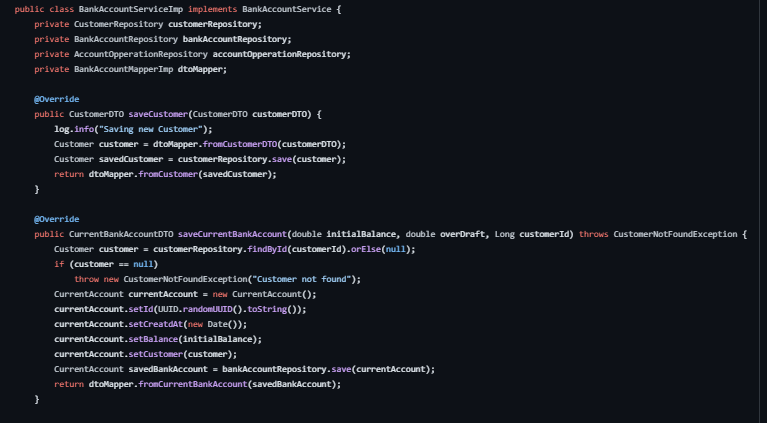 public class BankAccountServiceImp implements BankAccountService {
    private CustomerRepository customerRepository;
    private BankAccountRepository bankAccountRepository;
    private AccountOpperationRepository accountOpperationRepository;
    private BankAccountMapperImp dtoMapper;

    @Override
    public CustomerDTO saveCustomer(CustomerDTO customerDTO) {
        log.info("Saving new Customer");
        Customer customer = dtoMapper.fromCustomerDTO(customerDTO);
        Customer savedCustomer = customerRepository.save(customer);
        return dtoMapper.fromCustomer(savedCustomer);
    }

    @Override
    public CurrentBankAccountDTO saveCurrentBankAccount(double initialBalance, double overDraft, Long customerId) throws CustomerNotFoundException {
        Customer customer = customerRepository.findById(customerId).orElse(null);
        if (customer == null)
            throw new CustomerNotFoundException("Customer not found");
        CurrentAccount currentAccount = new CurrentAccount();
        currentAccount.setId(UUID.randomUUID().toString());
        currentAccount.setCreatdAt(new Date());
        currentAccount.setBalance(initialBalance);
        currentAccount.setCustomer(customer);
        CurrentAccount savedBankAccount = bankAccountRepository.save(currentAccount);
        return dtoMapper.fromCurrentBankAccount(savedBankAccount);
    }